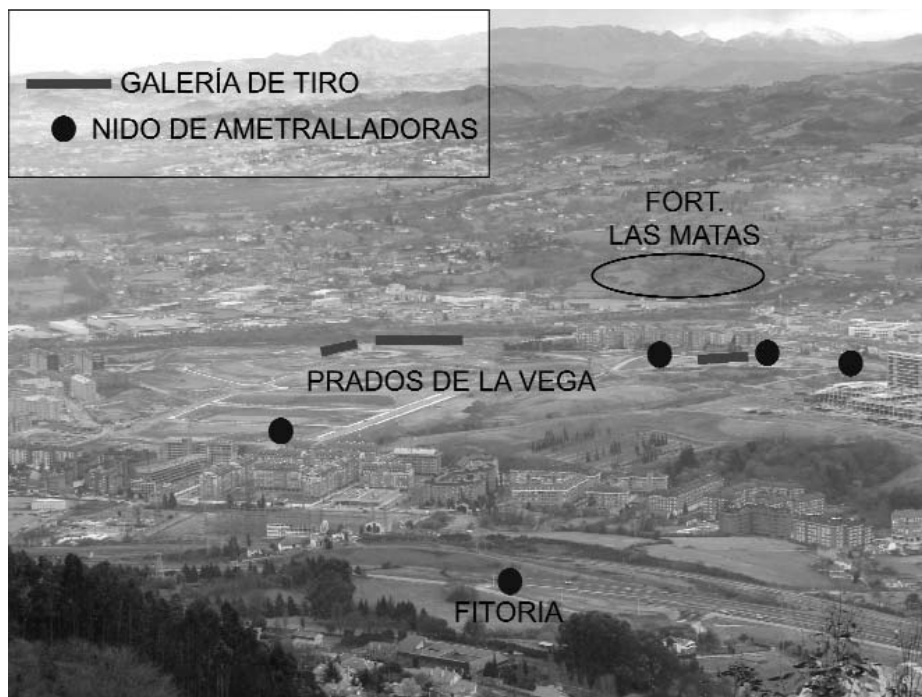 GALERÍA DE TIRO
NIDO DE AMETRALLADORAS
FORT.
LAS MATAS
PRADOS DE LA VEGA
FITORIA